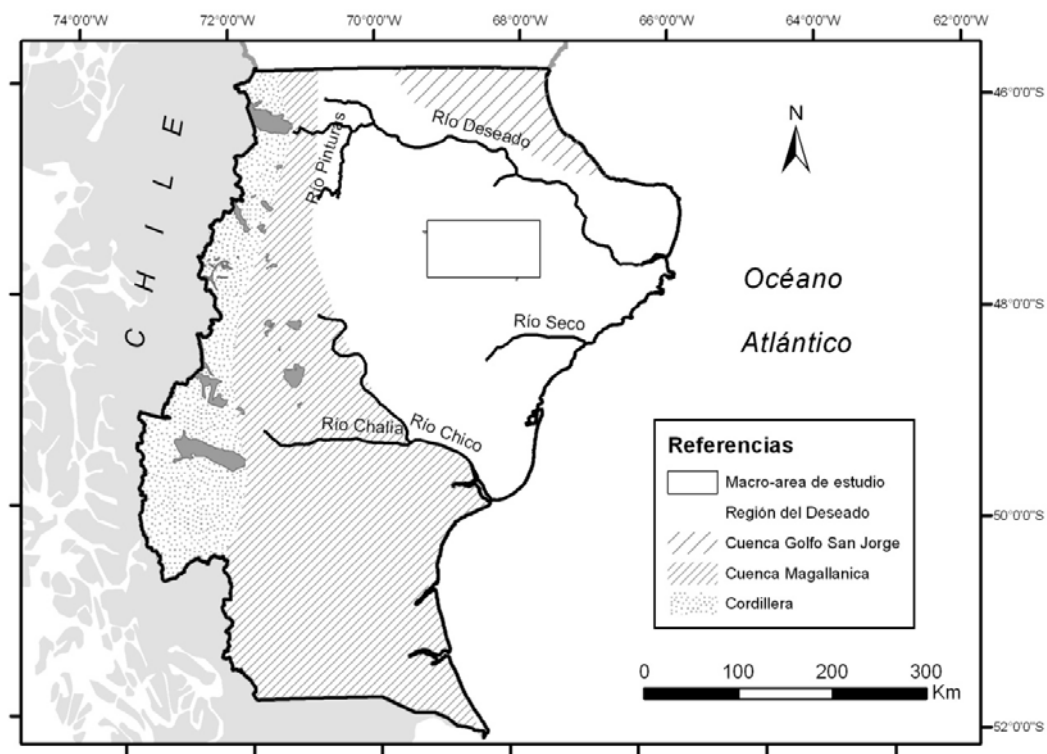 74°0'0"W 72°0'0"W 70°0'0"W 68°0'0"W 66°0'0"W 64°0'0"W 62°0'0"W
46°0'0"S
N
CHILE
Río Deseado
Río Pinturas
Océano
Atlántico
48°0'0"S
Río Seco
Río Chalia
Río Chico
Referencias
Macro-area de estudio
Región del Deseado
Cuenca Golfo San Jorge
Cuenca Magallanica
Cordillera
50°0'0"S
0 100 200 300
Km
52°0'0"S